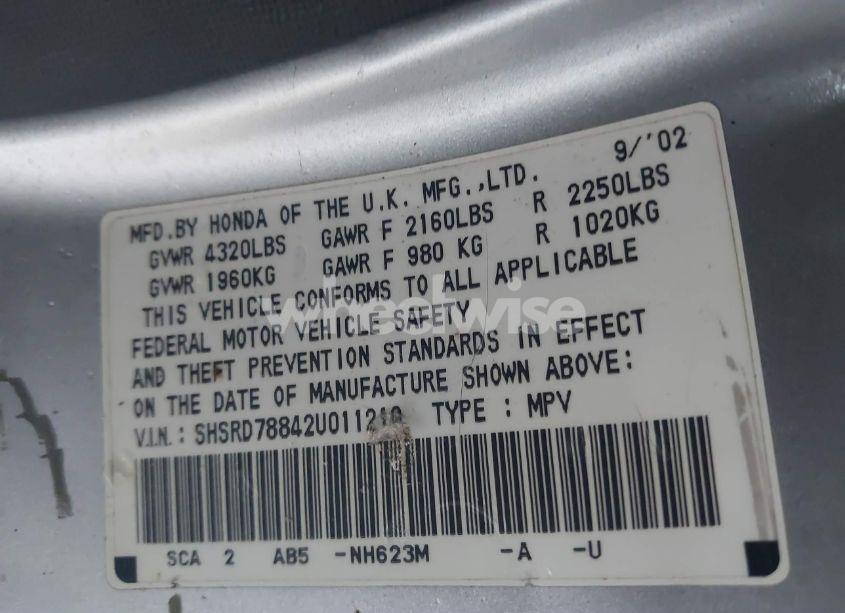 9/'02
MFD.BY HONDA OF THE U.K. MFG.,LTD.
GVWR 4320LBS GAWR F 2160LBS R 2250LBS
GVWR 1960KG GAWR F 980 KG R 1020KG
THIS VEHICLE CONFORMS TO ALL APPLICABLE
FEDERAL MOTOR VEHICLE SAFETY
AND THEFT PREVENTION STANDARDS IN EFFECT
ON THE DATE OF MANUFACTURE SHOWN ABOVE:
V.I.N.: TYPE : MPV
SCA 2 AB5 -NH623M -A -U
wheelwise